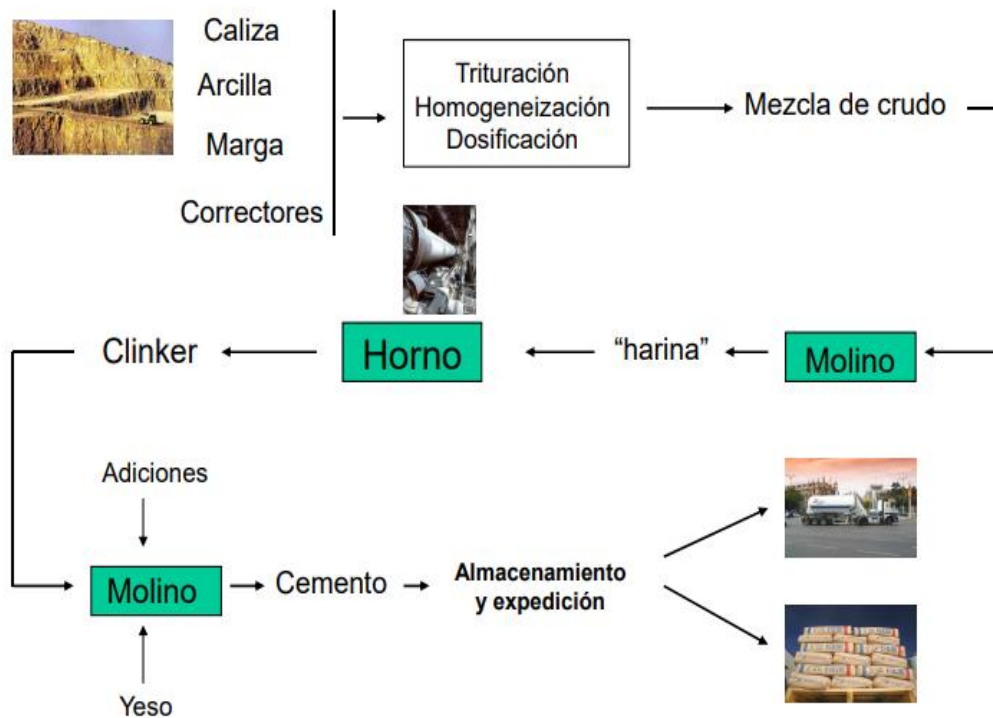 Caliza
Arcilla
Marga
Correctores
Trituración
Homogeneización
Dosificación
Mezcla de crudo
Molino
“harina”
Horno
Clinker
Adiciones
Molino
Yeso
Cemento
Almacenamiento
y expedición